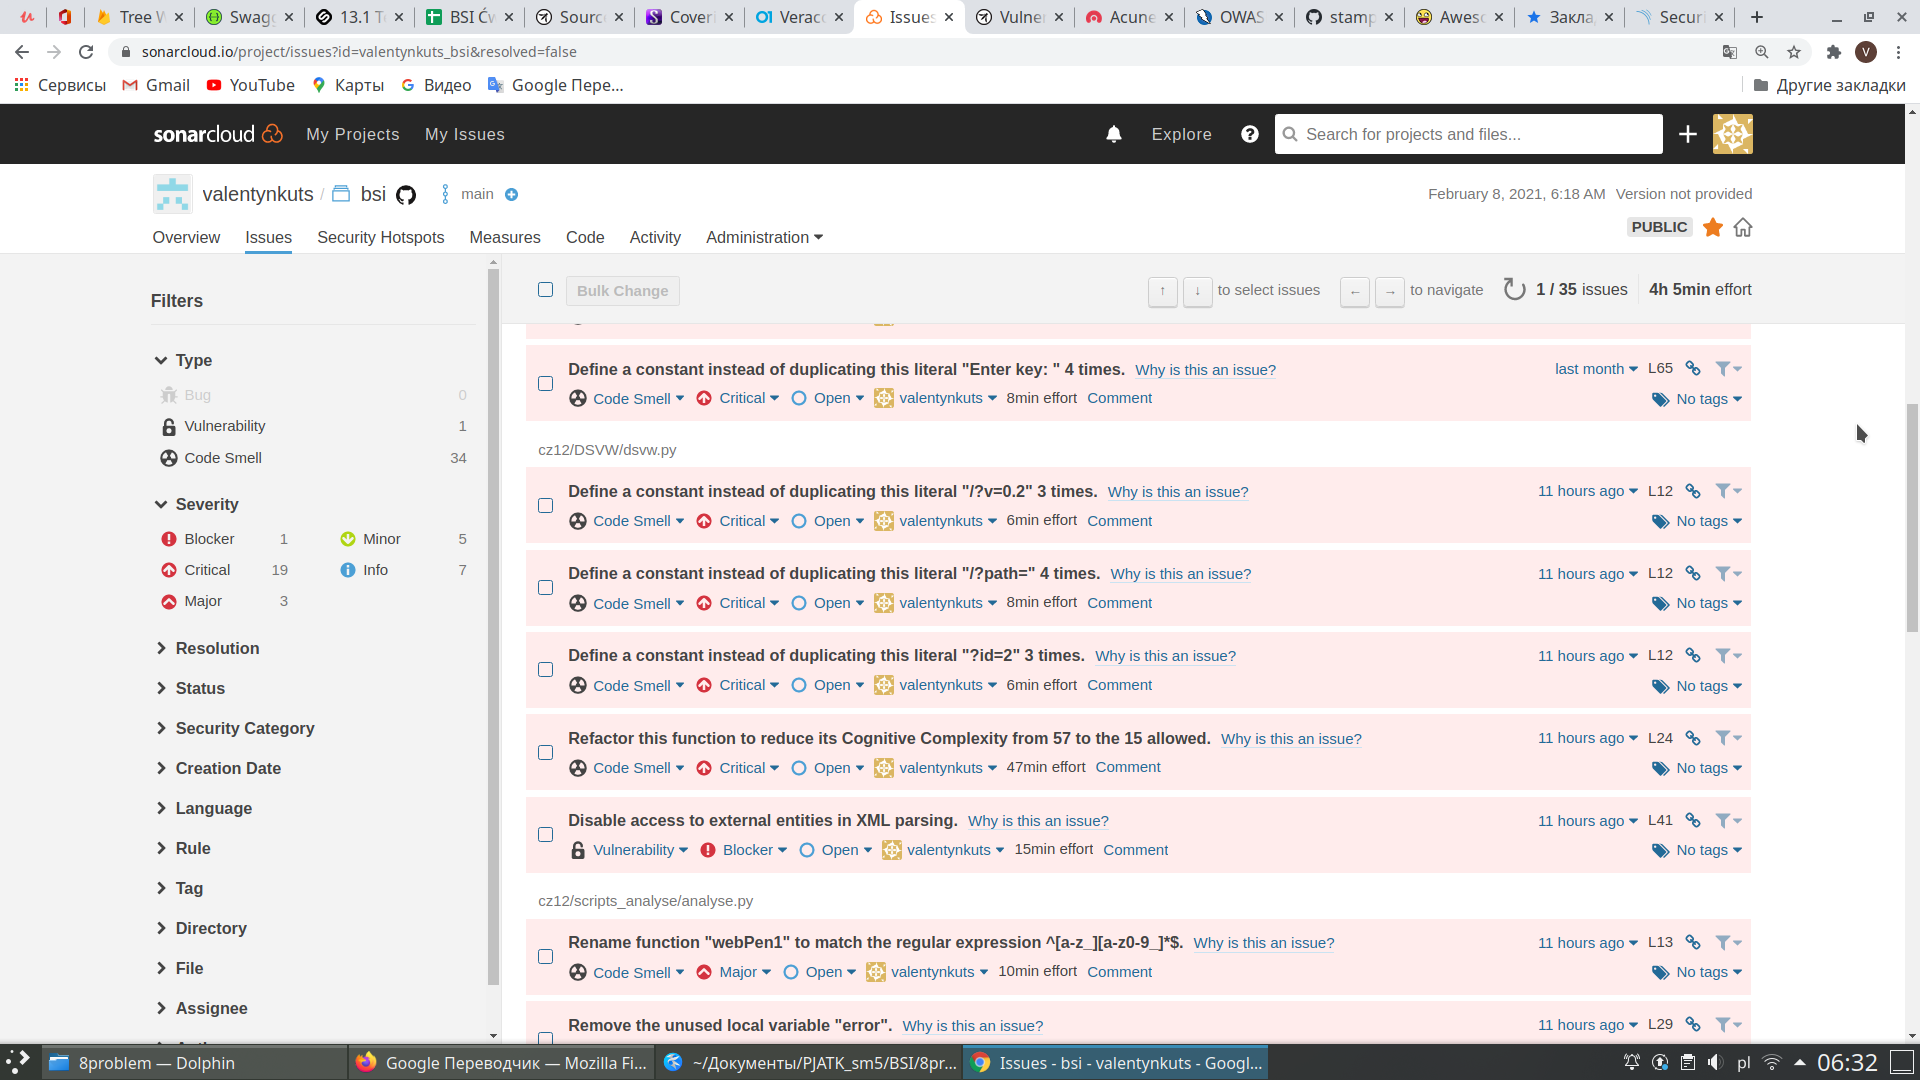 Tree W
Swagg
13.1 Te
BSI Ćw
Source
Coveri
Veraco
Issues
Vulner
Acune
OWAS
stamp
Aweso
Закла
Securi
sonarcloud.io/project/issues?id=valentynkuts_bsi&resolved=false
V
Сервисы
Gmail
YouTube
Карты
Видео
Google Пере...
Другие закладки
sonarcloud
My Projects
My Issues
Explore
Search for projects and files...
valentynkuts / bsi
main
February 8, 2021, 6:18 AM Version not provided
Overview
Issues
Security Hotspots
Measures
Code
Activity
Administration
PUBLIC
Filters
Bulk Change
↑ ↓ to select issues ← → to navigate
1 / 35 issues
4h 5min effort
Type
Bug 0
Vulnerability 1
Code Smell 34
Severity
Blocker 1
Minor 5
Critical 19
Info 7
Major 3
Resolution
Status
Security Category
Creation Date
Language
Rule
Tag
Directory
File
Assignee
Define a constant instead of duplicating this literal "Enter key: " 4 times. Why is this an issue? last month L65
Code Smell Critical Open valentynkuts 8min effort Comment No tags
cz12/DSVW/dsvw.py
Define a constant instead of duplicating this literal "/?v=0.2" 3 times. Why is this an issue? 11 hours ago L12
Code Smell Critical Open valentynkuts 6min effort Comment No tags
Define a constant instead of duplicating this literal "/?path=" 4 times. Why is this an issue? 11 hours ago L12
Code Smell Critical Open valentynkuts 8min effort Comment No tags
Define a constant instead of duplicating this literal "?id=2" 3 times. Why is this an issue? 11 hours ago L12
Code Smell Critical Open valentynkuts 6min effort Comment No tags
Refactor this function to reduce its Cognitive Complexity from 57 to the 15 allowed. Why is this an issue? 11 hours ago L24
Code Smell Critical Open valentynkuts 47min effort Comment No tags
Disable access to external entities in XML parsing. Why is this an issue? 11 hours ago L41
Vulnerability Blocker Open valentynkuts 15min effort Comment No tags
cz12/scripts_analyse/analyse.py
Rename function "webPen1" to match the regular expression ^[a-z_][a-z0-9_]*$. Why is this an issue? 11 hours ago L13
Code Smell Major Open valentynkuts 10min effort Comment No tags
Remove the unused local variable "error". Why is this an issue? 11 hours ago L29
8problem — Dolphin
Google Переводчик — Mozilla Fi...
~/Документы/PJATK_sm5/BSI/8pr...
Issues - bsi - valentynkuts - Googl...
pl
06:32